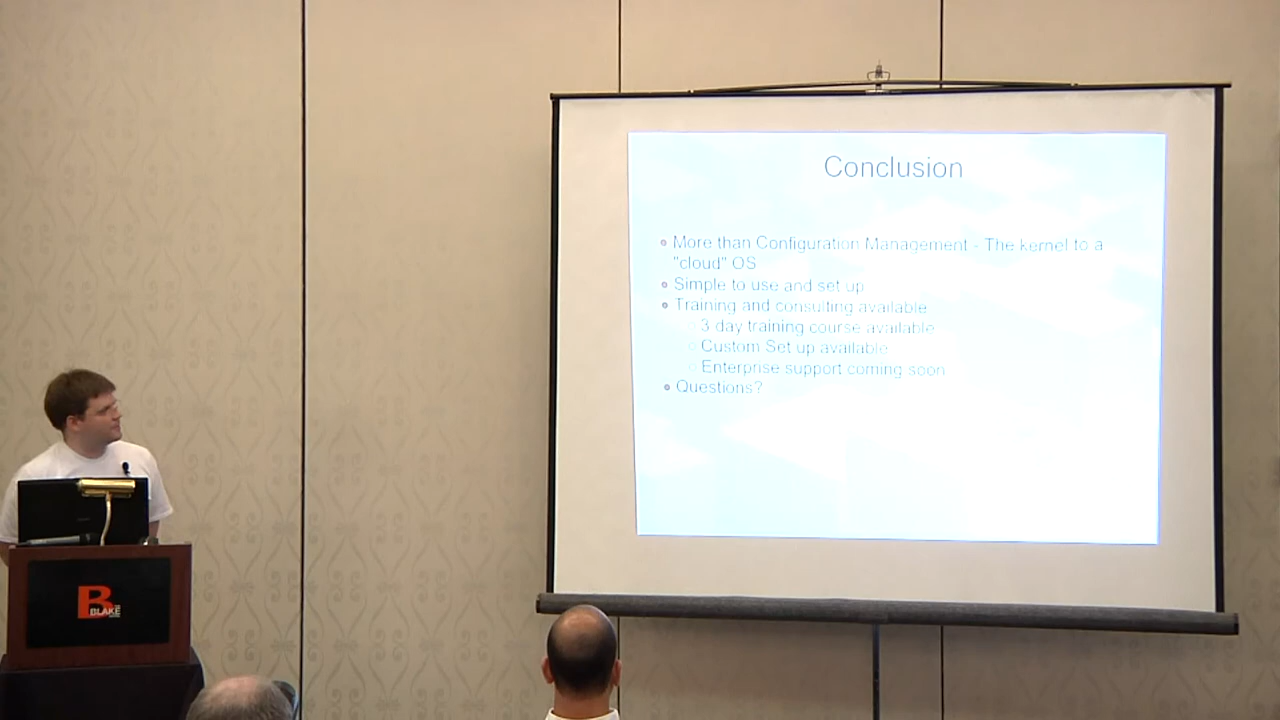 Conclusion
More than Configuration Management - The kernel to a
"cloud" OS
Simple to use and set up
Training and consulting available
3 day training course available
Custom Set up available
Enterprise support coming soon
Questions?
B
BLAKE